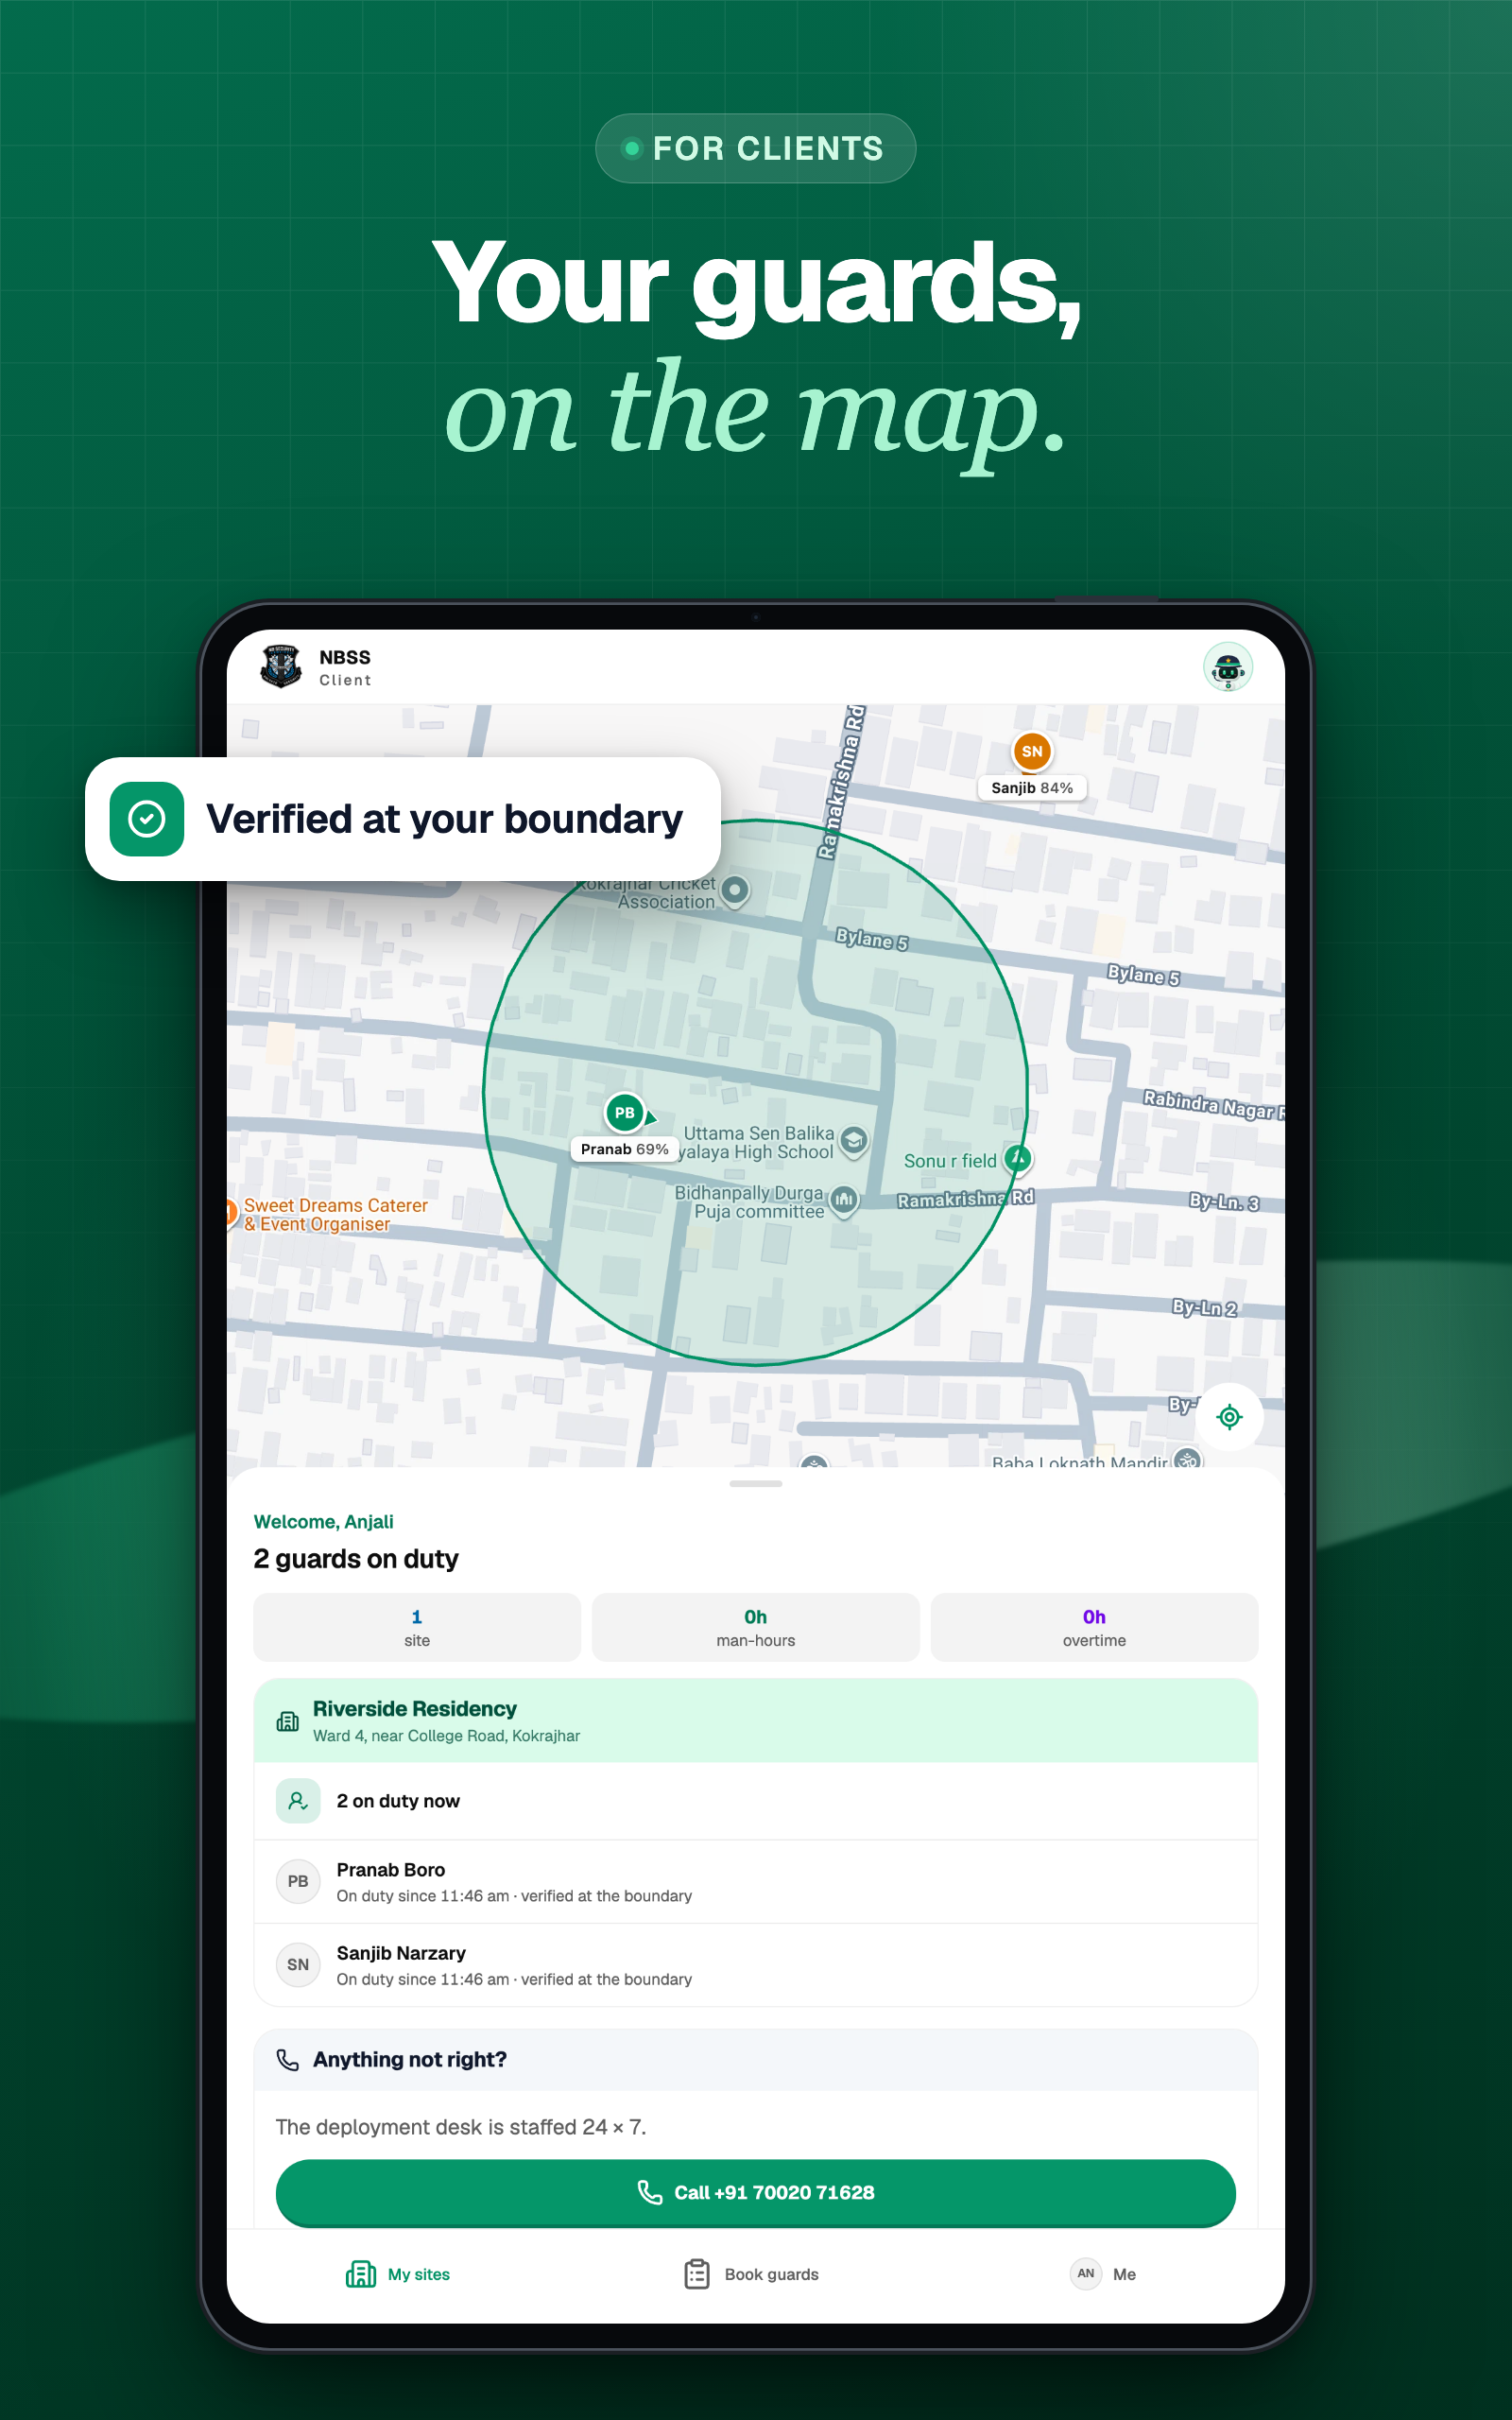 FOR CLIENTS
Your guards,
on the map.
NBSS
Client
Verified at your boundary
SN
Sanjib 84%
Ramakrishna Rd
Kokrajhar Cricket
Association
Bylane 5
Bylane 5
Rabindra Nagar R
PB
Pranab 69%
Uttama Sen Balika
yalaya High School
Sonu r field
Bidhanpally Durga
Puja committee
Ramakrishna Rd
By-Ln. 3
Sweet Dreams Caterer
& Event Organiser
By-Ln 2
By-
Baba Loknath Mandir
Welcome, Anjali
2 guards on duty
1
site
0h
man-hours
0h
overtime
Riverside Residency
Ward 4, near College Road, Kokrajhar
2 on duty now
PB
Pranab Boro
On duty since 11:46 am · verified at the boundary
SN
Sanjib Narzary
On duty since 11:46 am · verified at the boundary
Anything not right?
The deployment desk is staffed 24 × 7.
Call +91 70020 71628
My sites
Book guards
AN
Me